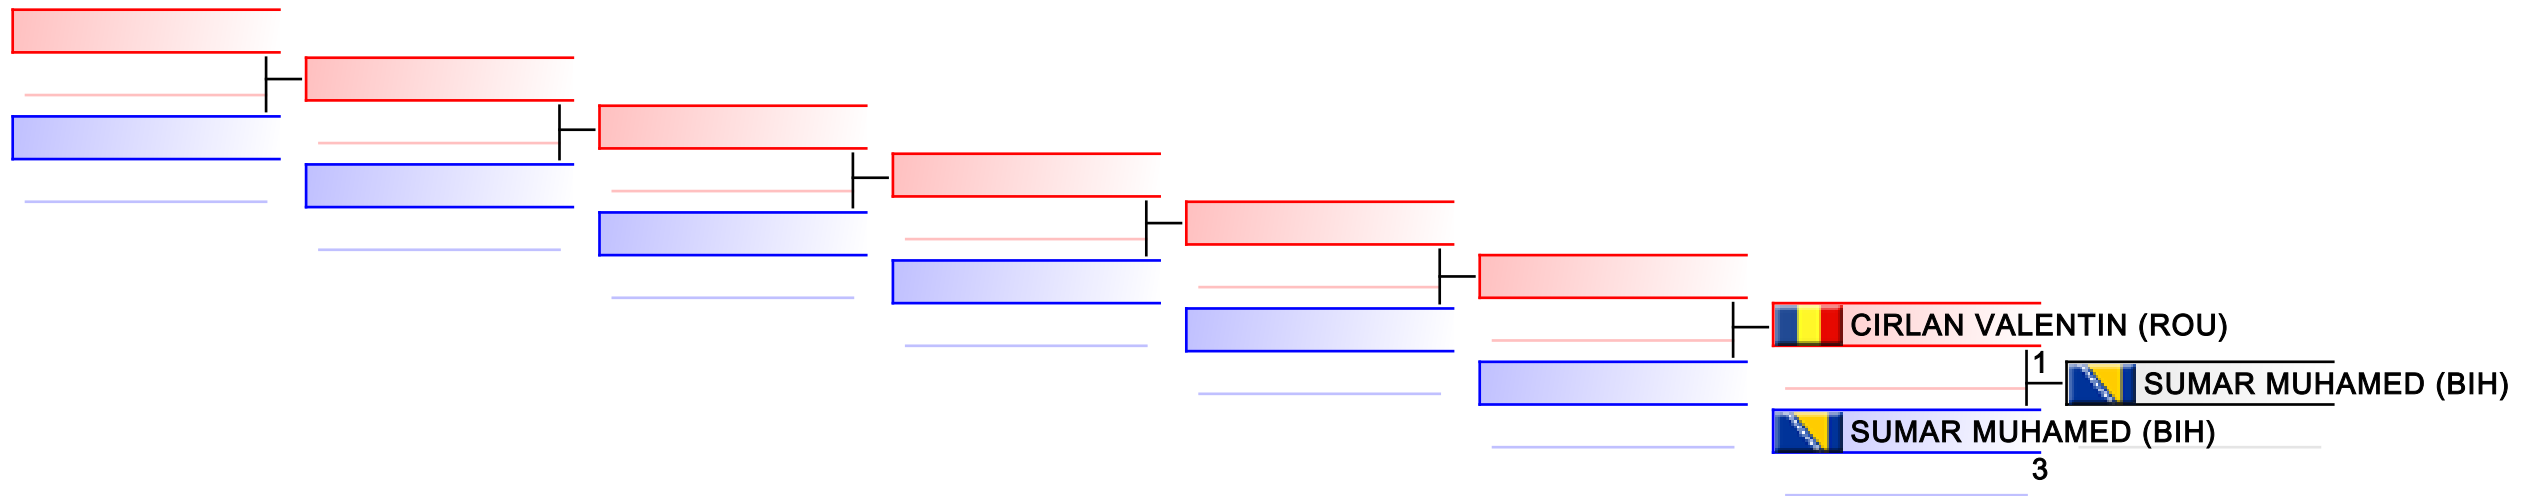 CIRLAN VALENTIN (ROU)
1
SUMAR MUHAMED (BIH)
SUMAR MUHAMED (BIH)
3